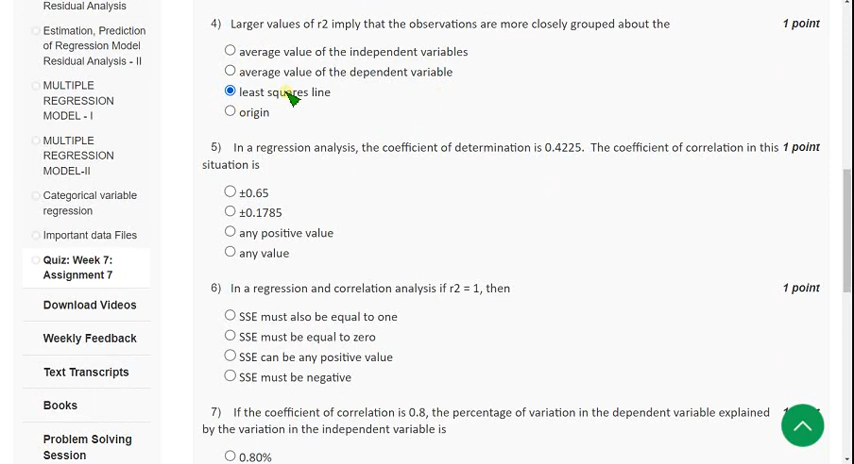 Residual Analysis
Estimation, Prediction
of Regression Model
Residual Analysis - II
MULTIPLE
REGRESSION
MODEL - I
MULTIPLE
REGRESSION
MODEL-II
Categorical variable
regression
Important data Files
Quiz: Week 7:
Assignment 7
Download Videos
Weekly Feedback
Text Transcripts
Books
Problem Solving
Session
4) Larger values of r2 imply that the observations are more closely grouped about the 1 point
average value of the independent variables
average value of the dependent variable
least squares line
origin
5) In a regression analysis, the coefficient of determination is 0.4225. The coefficient of correlation in this 1 point
situation is
±0.65
±0.1785
any positive value
any value
6) In a regression and correlation analysis if r2 = 1, then 1 point
SSE must also be equal to one
SSE must be equal to zero
SSE can be any positive value
SSE must be negative
7) If the coefficient of correlation is 0.8, the percentage of variation in the dependent variable explained
by the variation in the independent variable is
0.80%